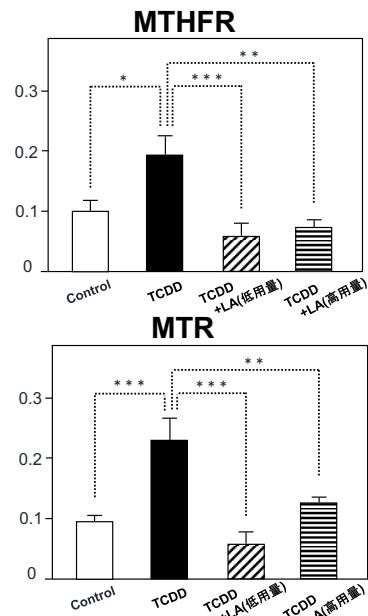 MTHFR
**
*
***
0.3
0.2
0.1
0
Control
TCDD
TCDD
+LA(低用量)
TCDD
+LA(高用量)
MTR
**
***
***
0.3
0.2
0.1
0
Control
TCDD
TCDD
+LA(低用量)
TCDD
LA(高用量)